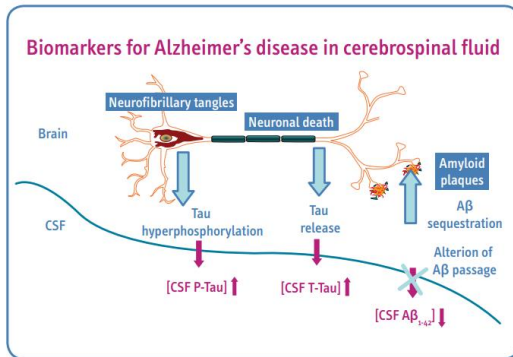 Biomarkers for Alzheimer's disease in cerebrospinal fluid
Neurofibrillary tangles
Neuronal death
Brain
Amyloid
plaques
Tau
hyperphosphorylation
Tau
release
Aβ
sequestration
CSF
Alterion of
Aβ passage
[CSF P-Tau] ⬆
[CSF T-Tau] ⬆
[CSF Aβ₁₋₄₂] ⬇